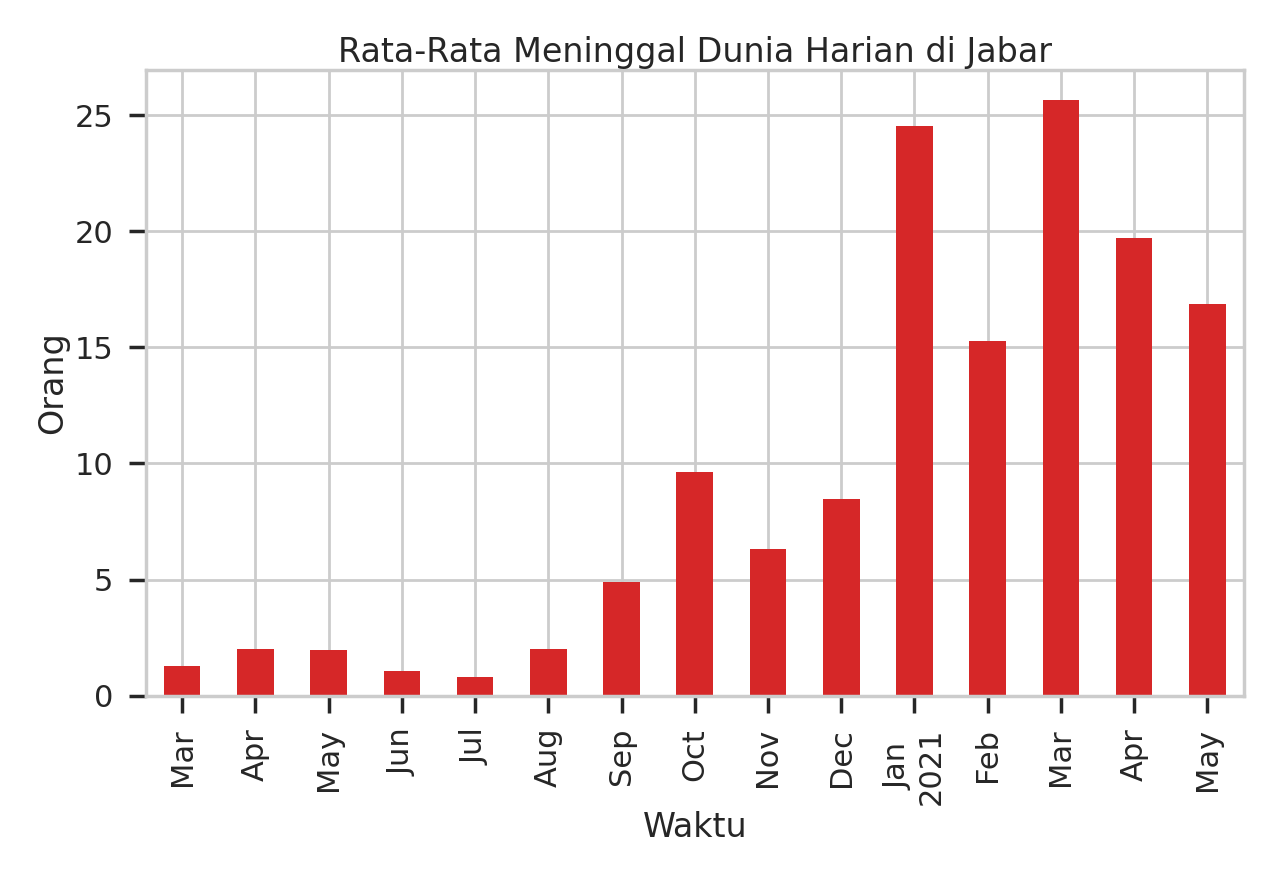 Rata-Rata Meninggal Dunia Harian di Jabar
Orang
25
20
15
10
5
0
Mar
Apr
May
Jun
Jul
Aug
Sep
Oct
Nov
Dec
Jan
2021
Feb
Mar
Apr
May
Waktu